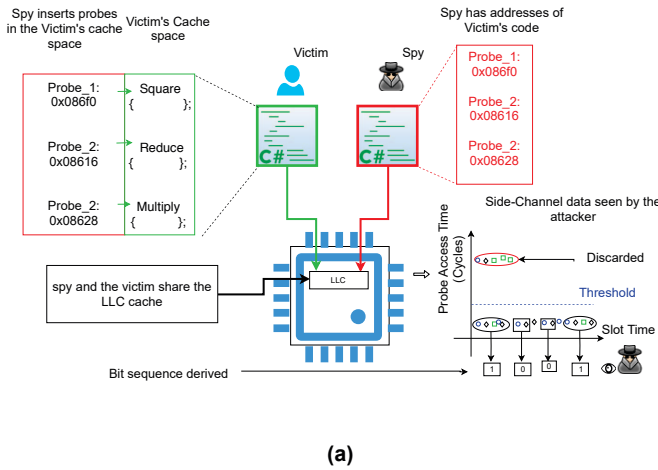 Spy inserts probes
in the Victim's cache
space
Victim's Cache
space
Victim
Spy
Spy has addresses of
Victim's code
Probe_1:
0x086f0
Square
{ };
Probe_2:
0x08616
Reduce
{ };
Probe_2:
0x08628
Multiply
{ };
C#
C#
Probe_1:
0x086f0
Probe_2:
0x08616
Probe_3:
0x08628
spy and the victim share the
LLC cache
LLC
Side-Channel data seen by the
attacker
Probe Access Time
(Cycles)
Discarded
Threshold
Slot Time
1
0
0
1
Bit sequence derived
(a)